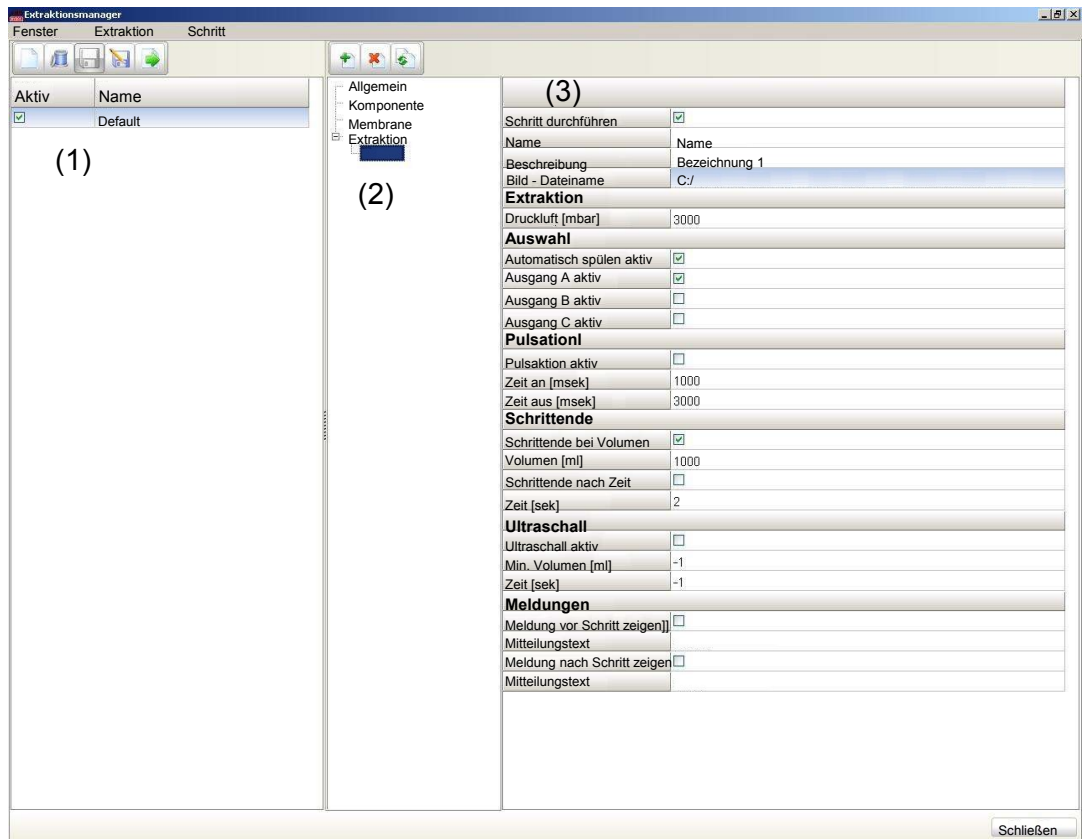 Extraktionsmanager
Fenster Extraktion Schritt
Aktiv Name
Default
(1)
Allgemein
Komponente
Membrane
Extraktion
(2)
(3)
Schritt durchführen
Name Name
Beschreibung Bezeichnung 1
Bild - Dateiname C:/
Extraktion
Druckluft [mbar] 3000
Auswahl
Automatisch spülen aktiv
Ausgang A aktiv
Ausgang B aktiv
Ausgang C aktiv
Pulsationl
Pulsaktion aktiv
Zeit an [msek] 1000
Zeit aus [msek] 3000
Schrittende
Schrittende bei Volumen
Volumen [ml] 1000
Schrittende nach Zeit
Zeit [sek] 2
Ultraschall
Ultraschall aktiv
Min. Volumen [ml] -1
Zeit [sek] -1
Meldungen
Meldung vor Schritt zeigen]]
Mitteilungstext
Meldung nach Schritt zeigen
Mitteilungstext
Schließen